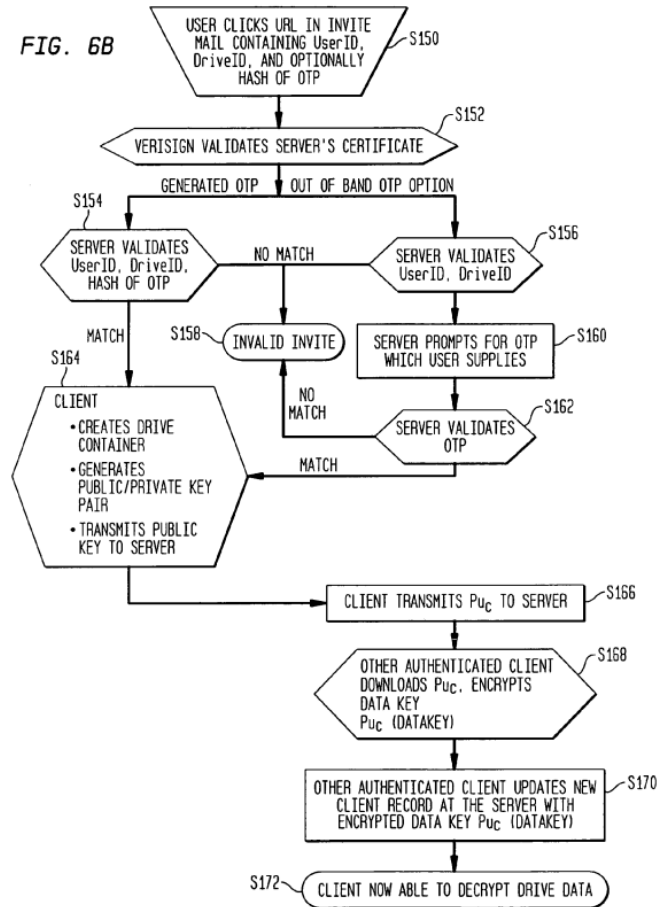 FIG. 6B
USER CLICKS URL IN INVITE
MAIL CONTAINING UserID,
DriveID, AND OPTIONALLY
HASH OF OTP
S150
S152
VERISIGN VALIDATES SERVER'S CERTIFICATE
GENERATED OTP
OUT OF BAND OTP OPTION
S154
SERVER VALIDATES
UserID, DriveID,
HASH OF OTP
NO MATCH
S156
SERVER VALIDATES
UserID, DriveID
MATCH
S158
INVALID INVITE
SERVER PROMPTS FOR OTP
WHICH USER SUPPLIES
S160
S164
NO
MATCH
S162
SERVER VALIDATES
OTP
MATCH
CLIENT
•CREATES DRIVE
CONTAINER
•GENERATES
PUBLIC/PRIVATE KEY
PAIR
•TRANSMITS PUBLIC
KEY TO SERVER
CLIENT TRANSMITS PuC TO SERVER
S166
S168
OTHER AUTHENTICATED CLIENT
DOWNLOADS PuC, ENCRYPTS
DATA KEY
PuC (DATAKEY)
S170
OTHER AUTHENTICATED CLIENT UPDATES NEW
CLIENT RECORD AT THE SERVER WITH
ENCRYPTED DATA KEY PuC (DATAKEY)
S172
CLIENT NOW ABLE TO DECRYPT DRIVE DATA